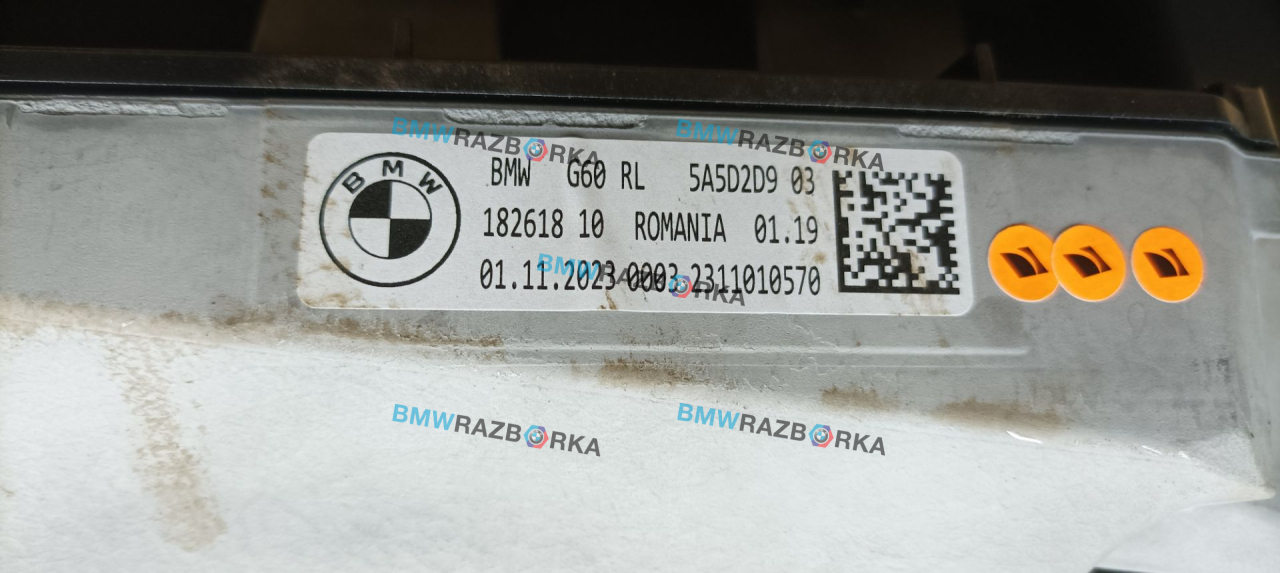 BMWRAZBORKA BMWRAZBORKA
BMW
BMW G60 RL 5A5D2D9 03
182618 10 ROMANIA 01.19
01.11.2023 0003 2311010570
BMWRAZBORKA
BMWRAZBORKA BMWRAZBORKA